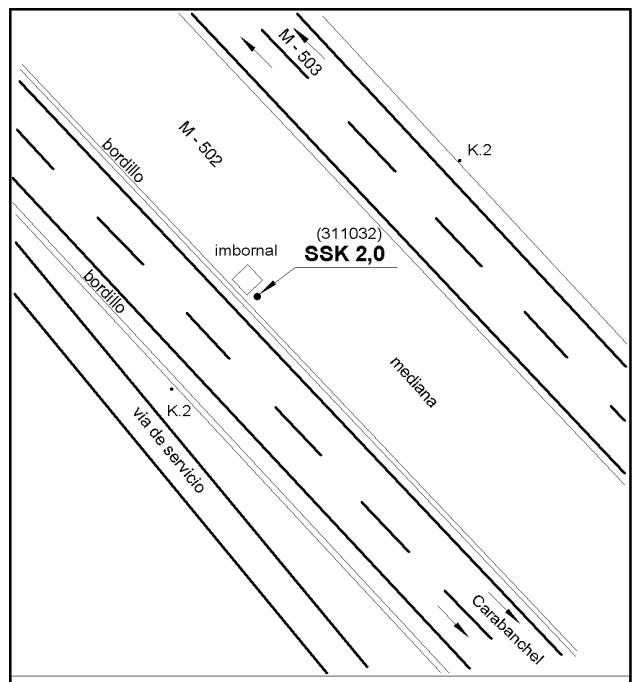 M - 503
M - 502
K.2
bordillo
(311032)
imbornal
SSK 2,0
bordillo
mediana
K.2
via de servicio
Carabanchel